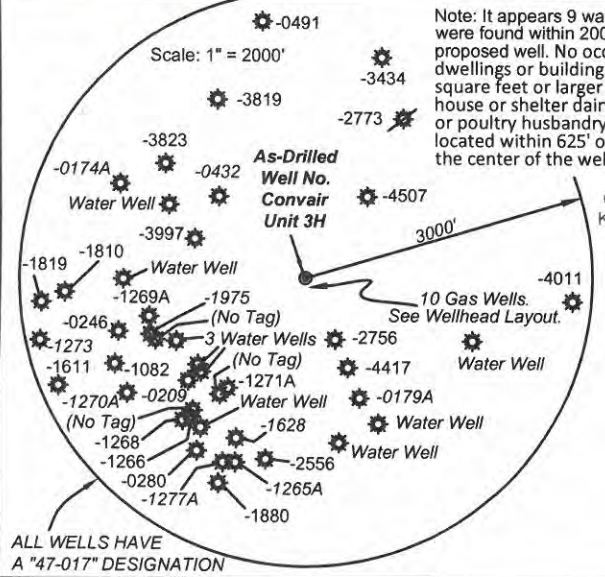 -0491
Note: It appears 9 wa
were found within 200
proposed well. No occ
dwellings or building
square feet or larger
house or shelter dair
or poultry husbandry
located within 625' o
the center of the wel
Scale: 1" = 2000'
-3434
-3819
-2773
-3823
-0174A
-0432
Water Well
As-Drilled
Well No.
Convair
Unit 3H
-4507
3000'
K
-3997
-1819
-1810
Water Well
-4011
10 Gas Wells.
See Wellhead Layout.
-1269A
-1975
(No Tag)
-0246
3 Water Wells
-2756
-1273
(No Tag)
Water Well
-1611
-1082
-4417
-1271A
-0209
-0179A
-1270A
(No Tag)
Water Well
Water Well
-1268
-1628
-1266
Water Well
-0280
-2556
-1277A
-1265A
-1880
ALL WELLS HAVE
A "47-017" DESIGNATION